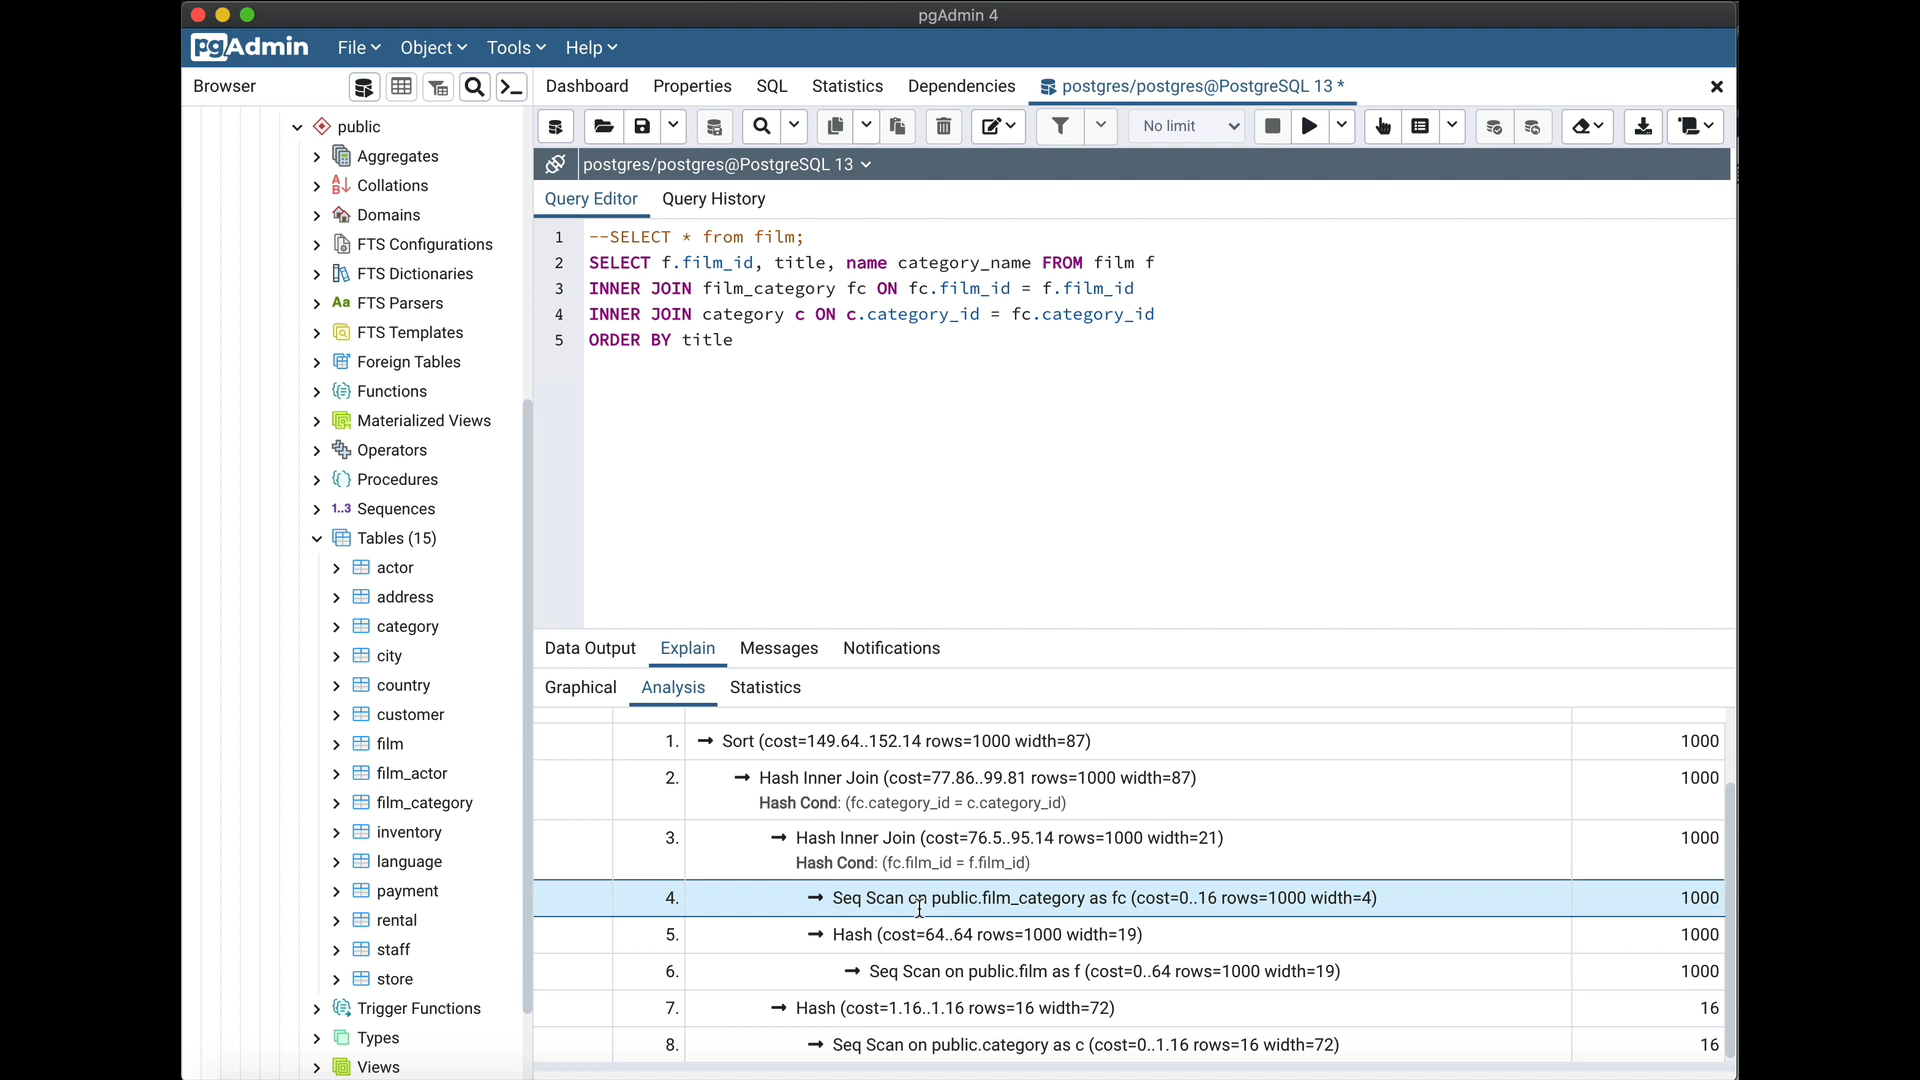 pgAdmin 4
pgAdmin File Object Tools Help
Browser
Dashboard Properties SQL Statistics Dependencies postgres/postgres@PostgreSQL 13 *
No limit
postgres/postgres@PostgreSQL 13
Query Editor Query History
public
Aggregates
Collations
Domains
FTS Configurations
FTS Dictionaries
Aa FTS Parsers
FTS Templates
Foreign Tables
Functions
Materialized Views
Operators
Procedures
1..3 Sequences
Tables (15)
actor
address
category
city
country
customer
film
film_actor
film_category
inventory
language
payment
rental
staff
store
Trigger Functions
Types
Views
1 --SELECT * from film;
2 SELECT f.film_id, title, name category_name FROM film f
3 INNER JOIN film_category fc ON fc.film_id = f.film_id
4 INNER JOIN category c ON c.category_id = fc.category_id
5 ORDER BY title
Data Output Explain Messages Notifications
Graphical Analysis Statistics
1. → Sort (cost=149.64..152.14 rows=1000 width=87) 1000
2. → Hash Inner Join (cost=77.86..99.81 rows=1000 width=87) 1000
Hash Cond: (fc.category_id = c.category_id)
3. → Hash Inner Join (cost=76.5..95.14 rows=1000 width=21) 1000
Hash Cond: (fc.film_id = f.film_id)
4. → Seq Scan on public.film_category as fc (cost=0..16 rows=1000 width=4) 1000
5. → Hash (cost=64..64 rows=1000 width=19) 1000
6. → Seq Scan on public.film as f (cost=0..64 rows=1000 width=19) 1000
7. → Hash (cost=1.16..1.16 rows=16 width=72) 16
8. → Seq Scan on public.category as c (cost=0..1.16 rows=16 width=72) 16